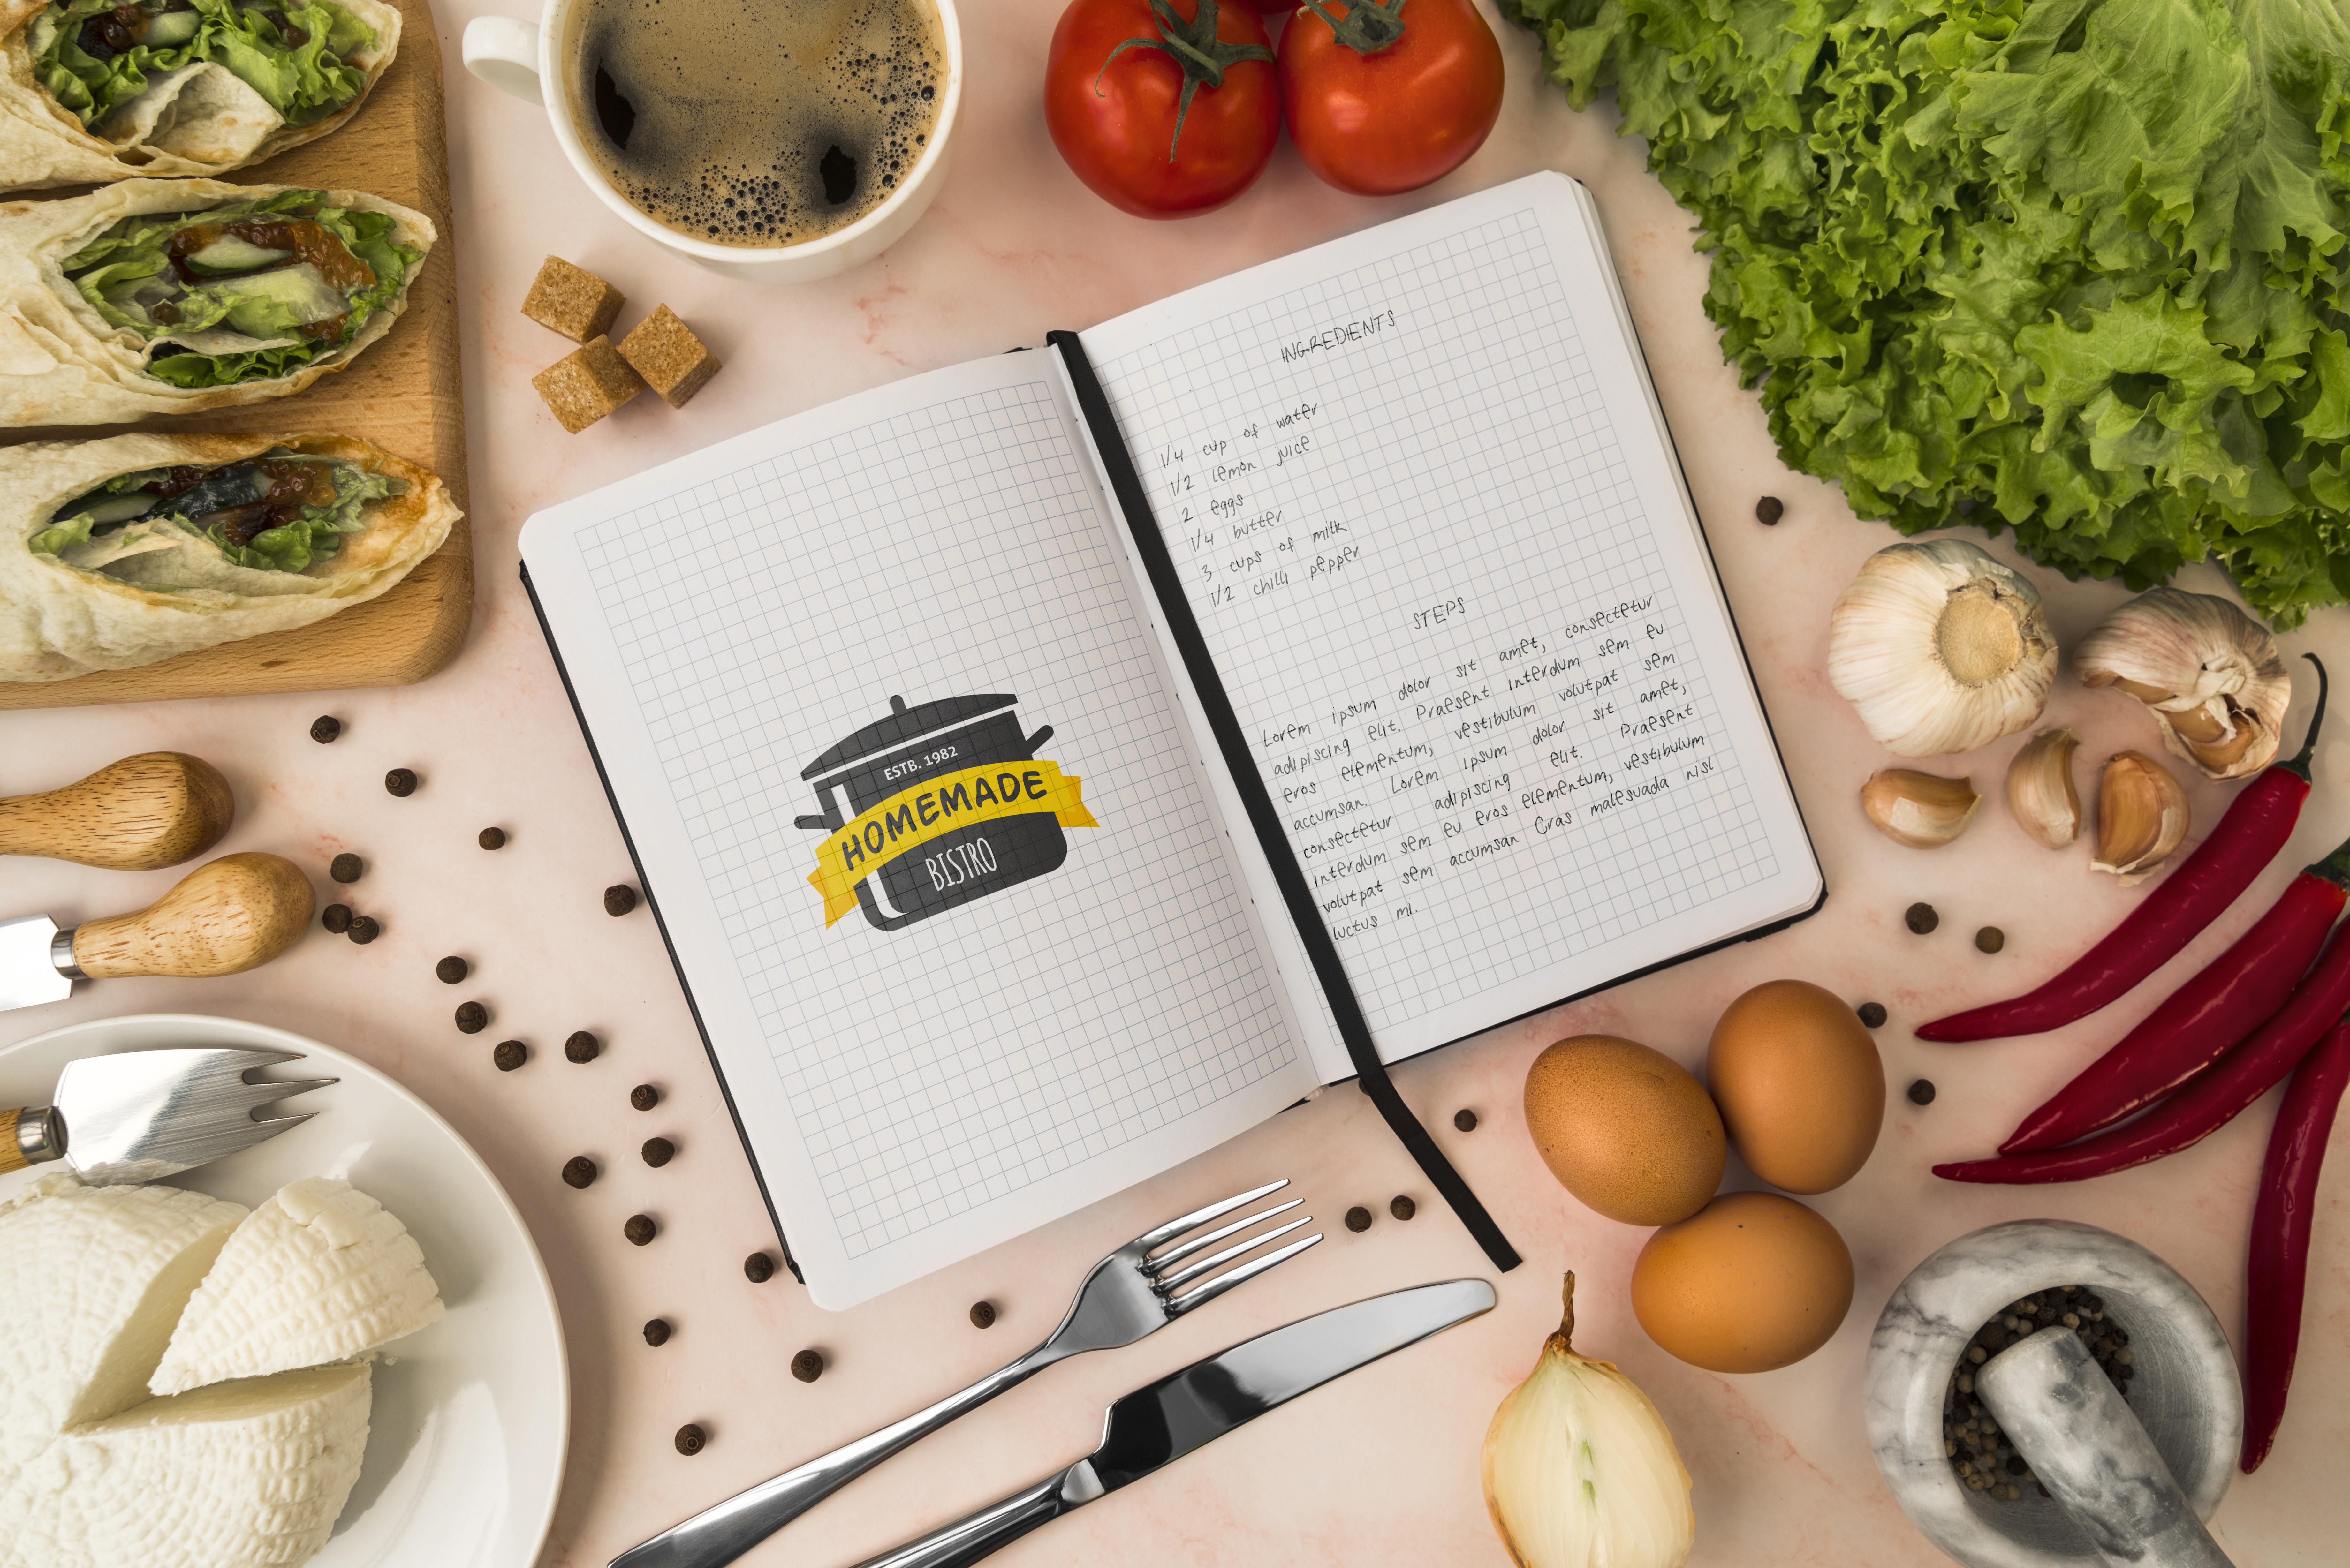 ESTB. 1982
HOMEMADE
BISTRO
INGREDIENTS
1/4 cup of water
1/2 lemon juice
2 eggs
1/4 butter
3 cups of milk
1/2 chilli pepper
STEPS
Lorem ipsum dolor sit amet, consectetur
adipiscing elit. Praesent interdum sem eu
eros elementum, vestibulum volutpat sem
accumsan. Lorem ipsum dolor sit amet,
consectetur adipiscing elit. Praesent
interdum sem eu eros elementum, vestibulum
volutpat sem accumsan Cras malesuada nisl
luctus mi.